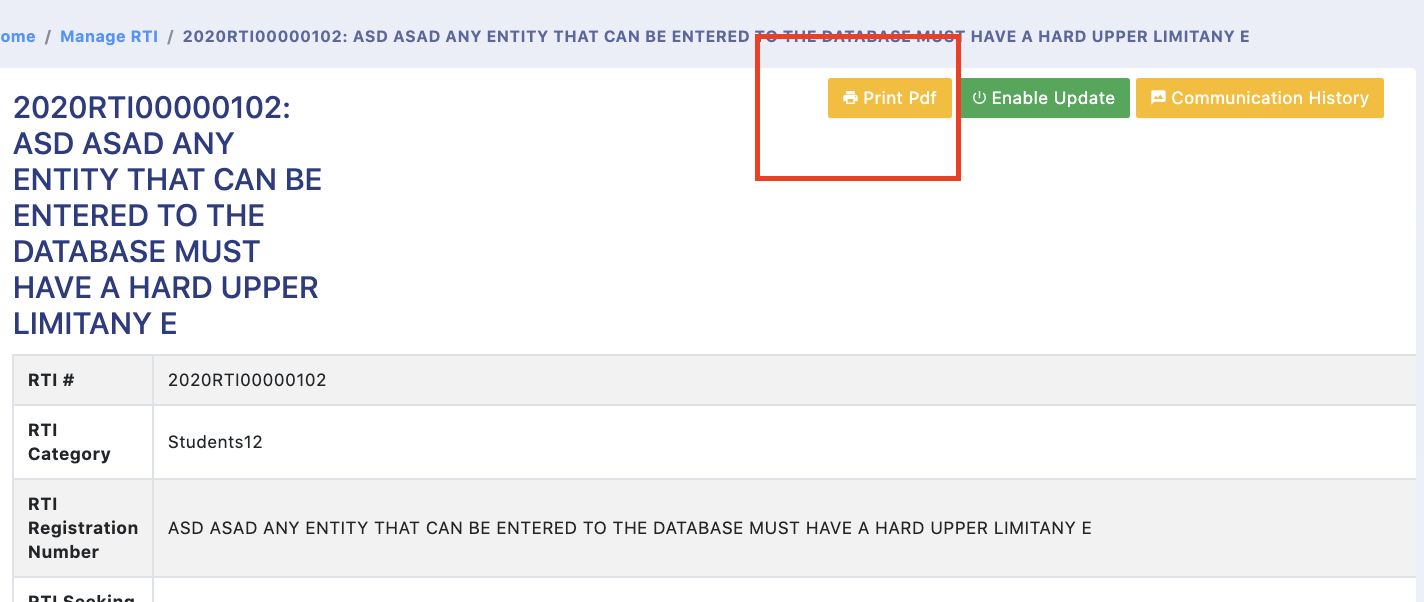 ome / Manage RTI / 2020RTI00000102: ASD ASAD ANY ENTITY THAT CAN BE ENTERED TO THE DATABASE MUST HAVE A HARD UPPER LIMITANY E
Print Pdf Enable Update Communication History
2020RTI00000102:
ASD ASAD ANY
ENTITY THAT CAN BE
ENTERED TO THE
DATABASE MUST
HAVE A HARD UPPER
LIMITANY E
RTI # 2020RTI00000102
RTI
Category
Students12
RTI
Registration
Number
ASD ASAD ANY ENTITY THAT CAN BE ENTERED TO THE DATABASE MUST HAVE A HARD UPPER LIMITANY E
RTI Seeking